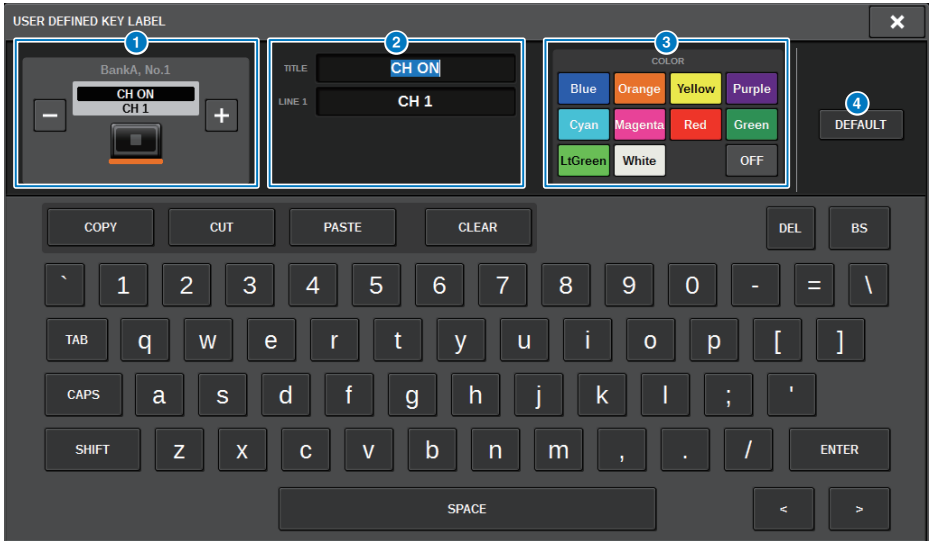 USER DEFINED KEY LABEL ×
1 2 3 4
BankA, No.1
CH ON
CH 1
− +
TITLE CH ON
LINE 1 CH 1
COLOR
Blue Orange Yellow Purple
Cyan Magenta Red Green
LtGreen White OFF
DEFAULT
COPY CUT PASTE CLEAR DEL BS
` 1 2 3 4 5 6 7 8 9 0 - = \
TAB q w e r t y u i o p [ ]
CAPS a s d f g h j k l ; '
SHIFT z x c v b n m , . / ENTER
SPACE < >